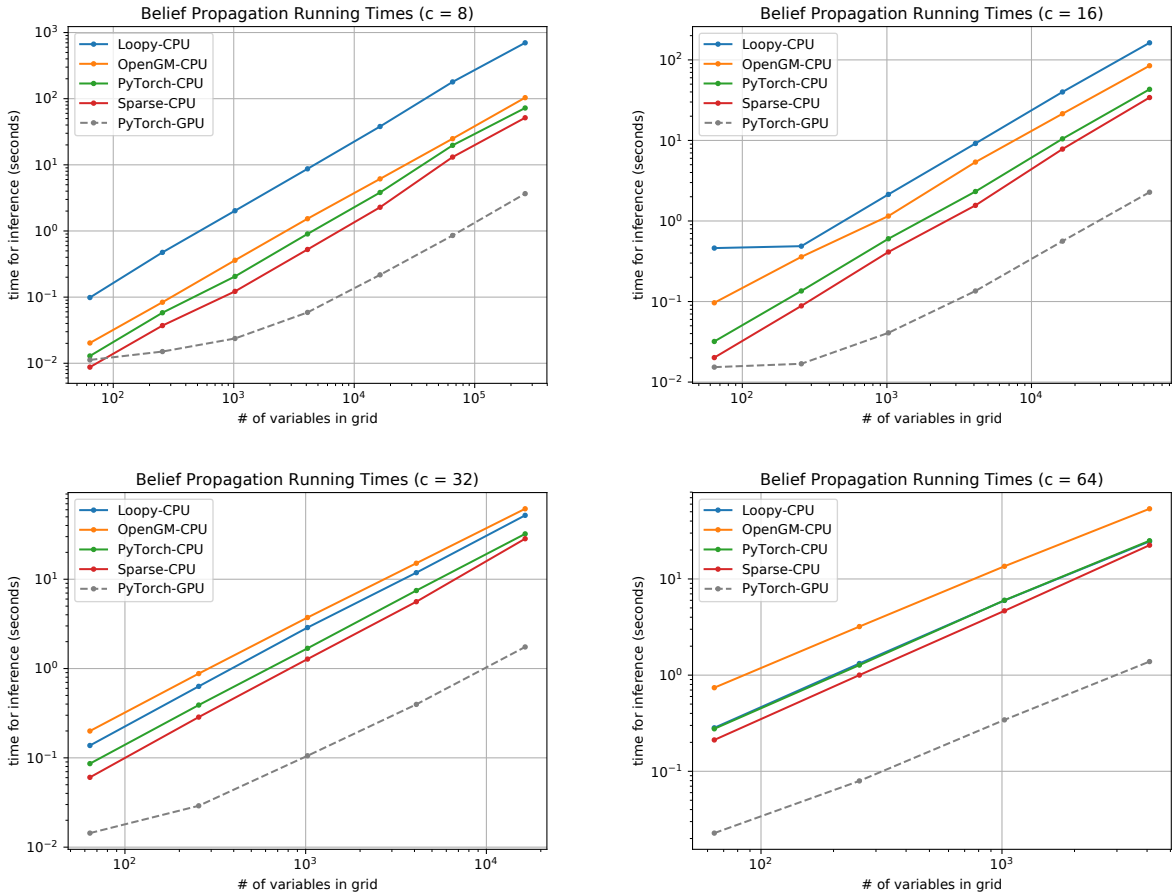 Belief Propagation Running Times (c = 8)
Loopy-CPU
OpenGM-CPU
PyTorch-CPU
Sparse-CPU
PyTorch-GPU
time for inference (seconds)
10³
10²
10¹
10⁰
10⁻¹
10⁻²
10² 10³ 10⁴ 10⁵
# of variables in grid
Belief Propagation Running Times (c = 16)
Loopy-CPU
OpenGM-CPU
PyTorch-CPU
Sparse-CPU
PyTorch-GPU
time for inference (seconds)
10²
10¹
10⁰
10⁻¹
10⁻²
10² 10³ 10⁴
# of variables in grid
Belief Propagation Running Times (c = 32)
Loopy-CPU
OpenGM-CPU
PyTorch-CPU
Sparse-CPU
PyTorch-GPU
time for inference (seconds)
10¹
10⁰
10⁻¹
10⁻²
10² 10³ 10⁴
# of variables in grid
Belief Propagation Running Times (c = 64)
Loopy-CPU
OpenGM-CPU
PyTorch-CPU
Sparse-CPU
PyTorch-GPU
time for inference (seconds)
10¹
10⁰
10⁻¹
10² 10³
# of variables in grid